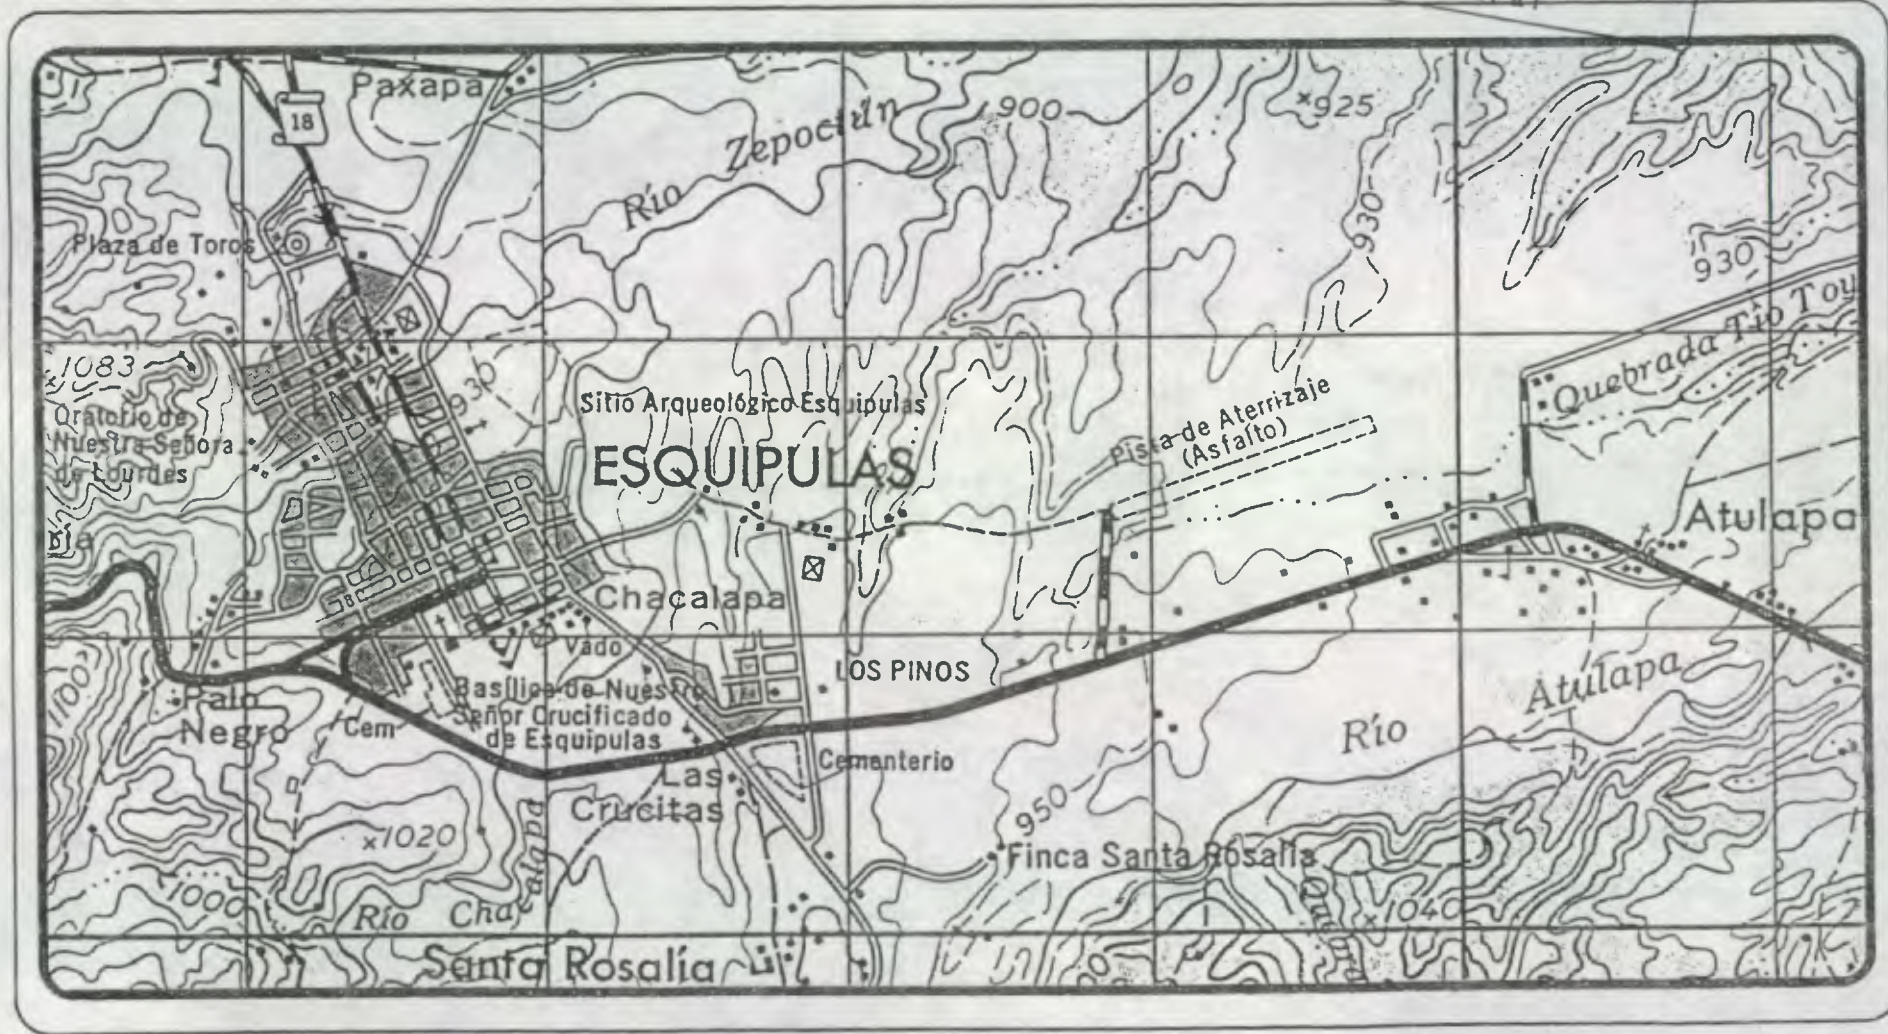 Paxapa
18
Río Zepoctún
900
925
Plaza de Toros
930
930
Quebrada Tío Toy
1083
Oratorio de
Nuestra Señora
de Lourdes
930
Sitio Arqueológico Esquipulas
ESQUIPULAS
Pista de Aterrizaje
(Asfalto)
Atulapa
Chacalapa
Vado
LOS PINOS
1100
Palo
Negro
Cem
Basílica de Nuestro
Señor Crucificado
de Esquipulas
Río Atulapa
Cementerio
Las
Crucitas
950
1020
Finca Santa Rosalía
1000
Río Chacalapa
1040
Santa Rosalía